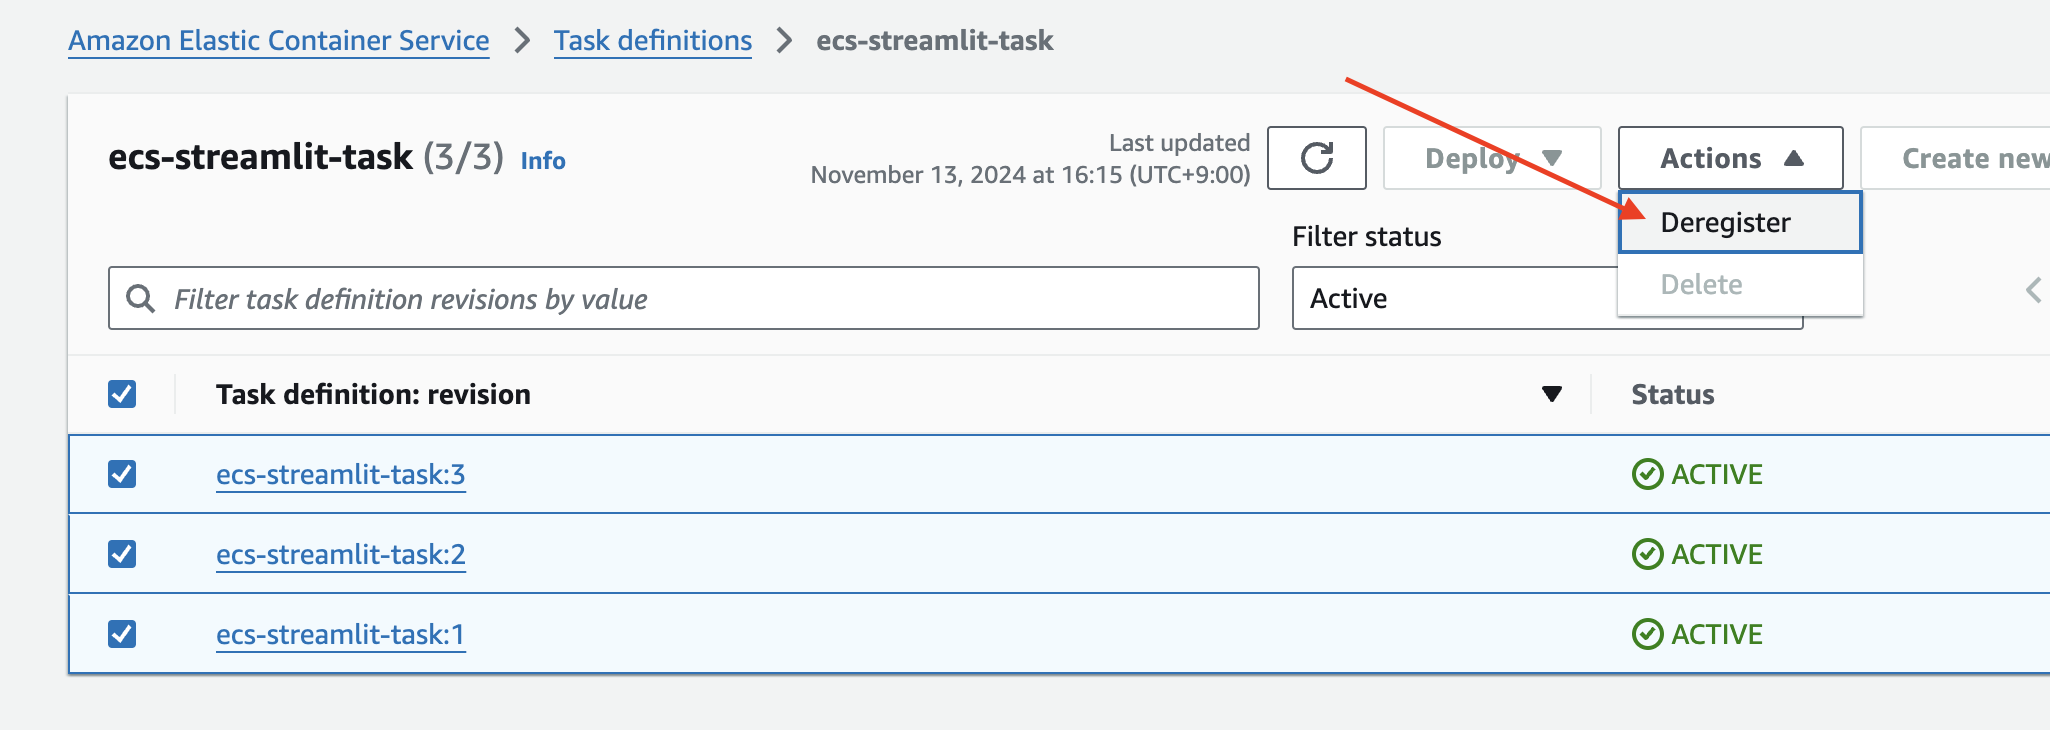 Amazon Elastic Container Service > Task definitions > ecs-streamlit-task
ecs-streamlit-task (3/3) Info
Last updated
November 13, 2024 at 16:15 (UTC+9:00)
Deploy
Actions
Create new
Deregister
Delete
Filter status
Filter task definition revisions by value
Active
Task definition: revision
Status
ecs-streamlit-task:3
ACTIVE
ecs-streamlit-task:2
ACTIVE
ecs-streamlit-task:1
ACTIVE